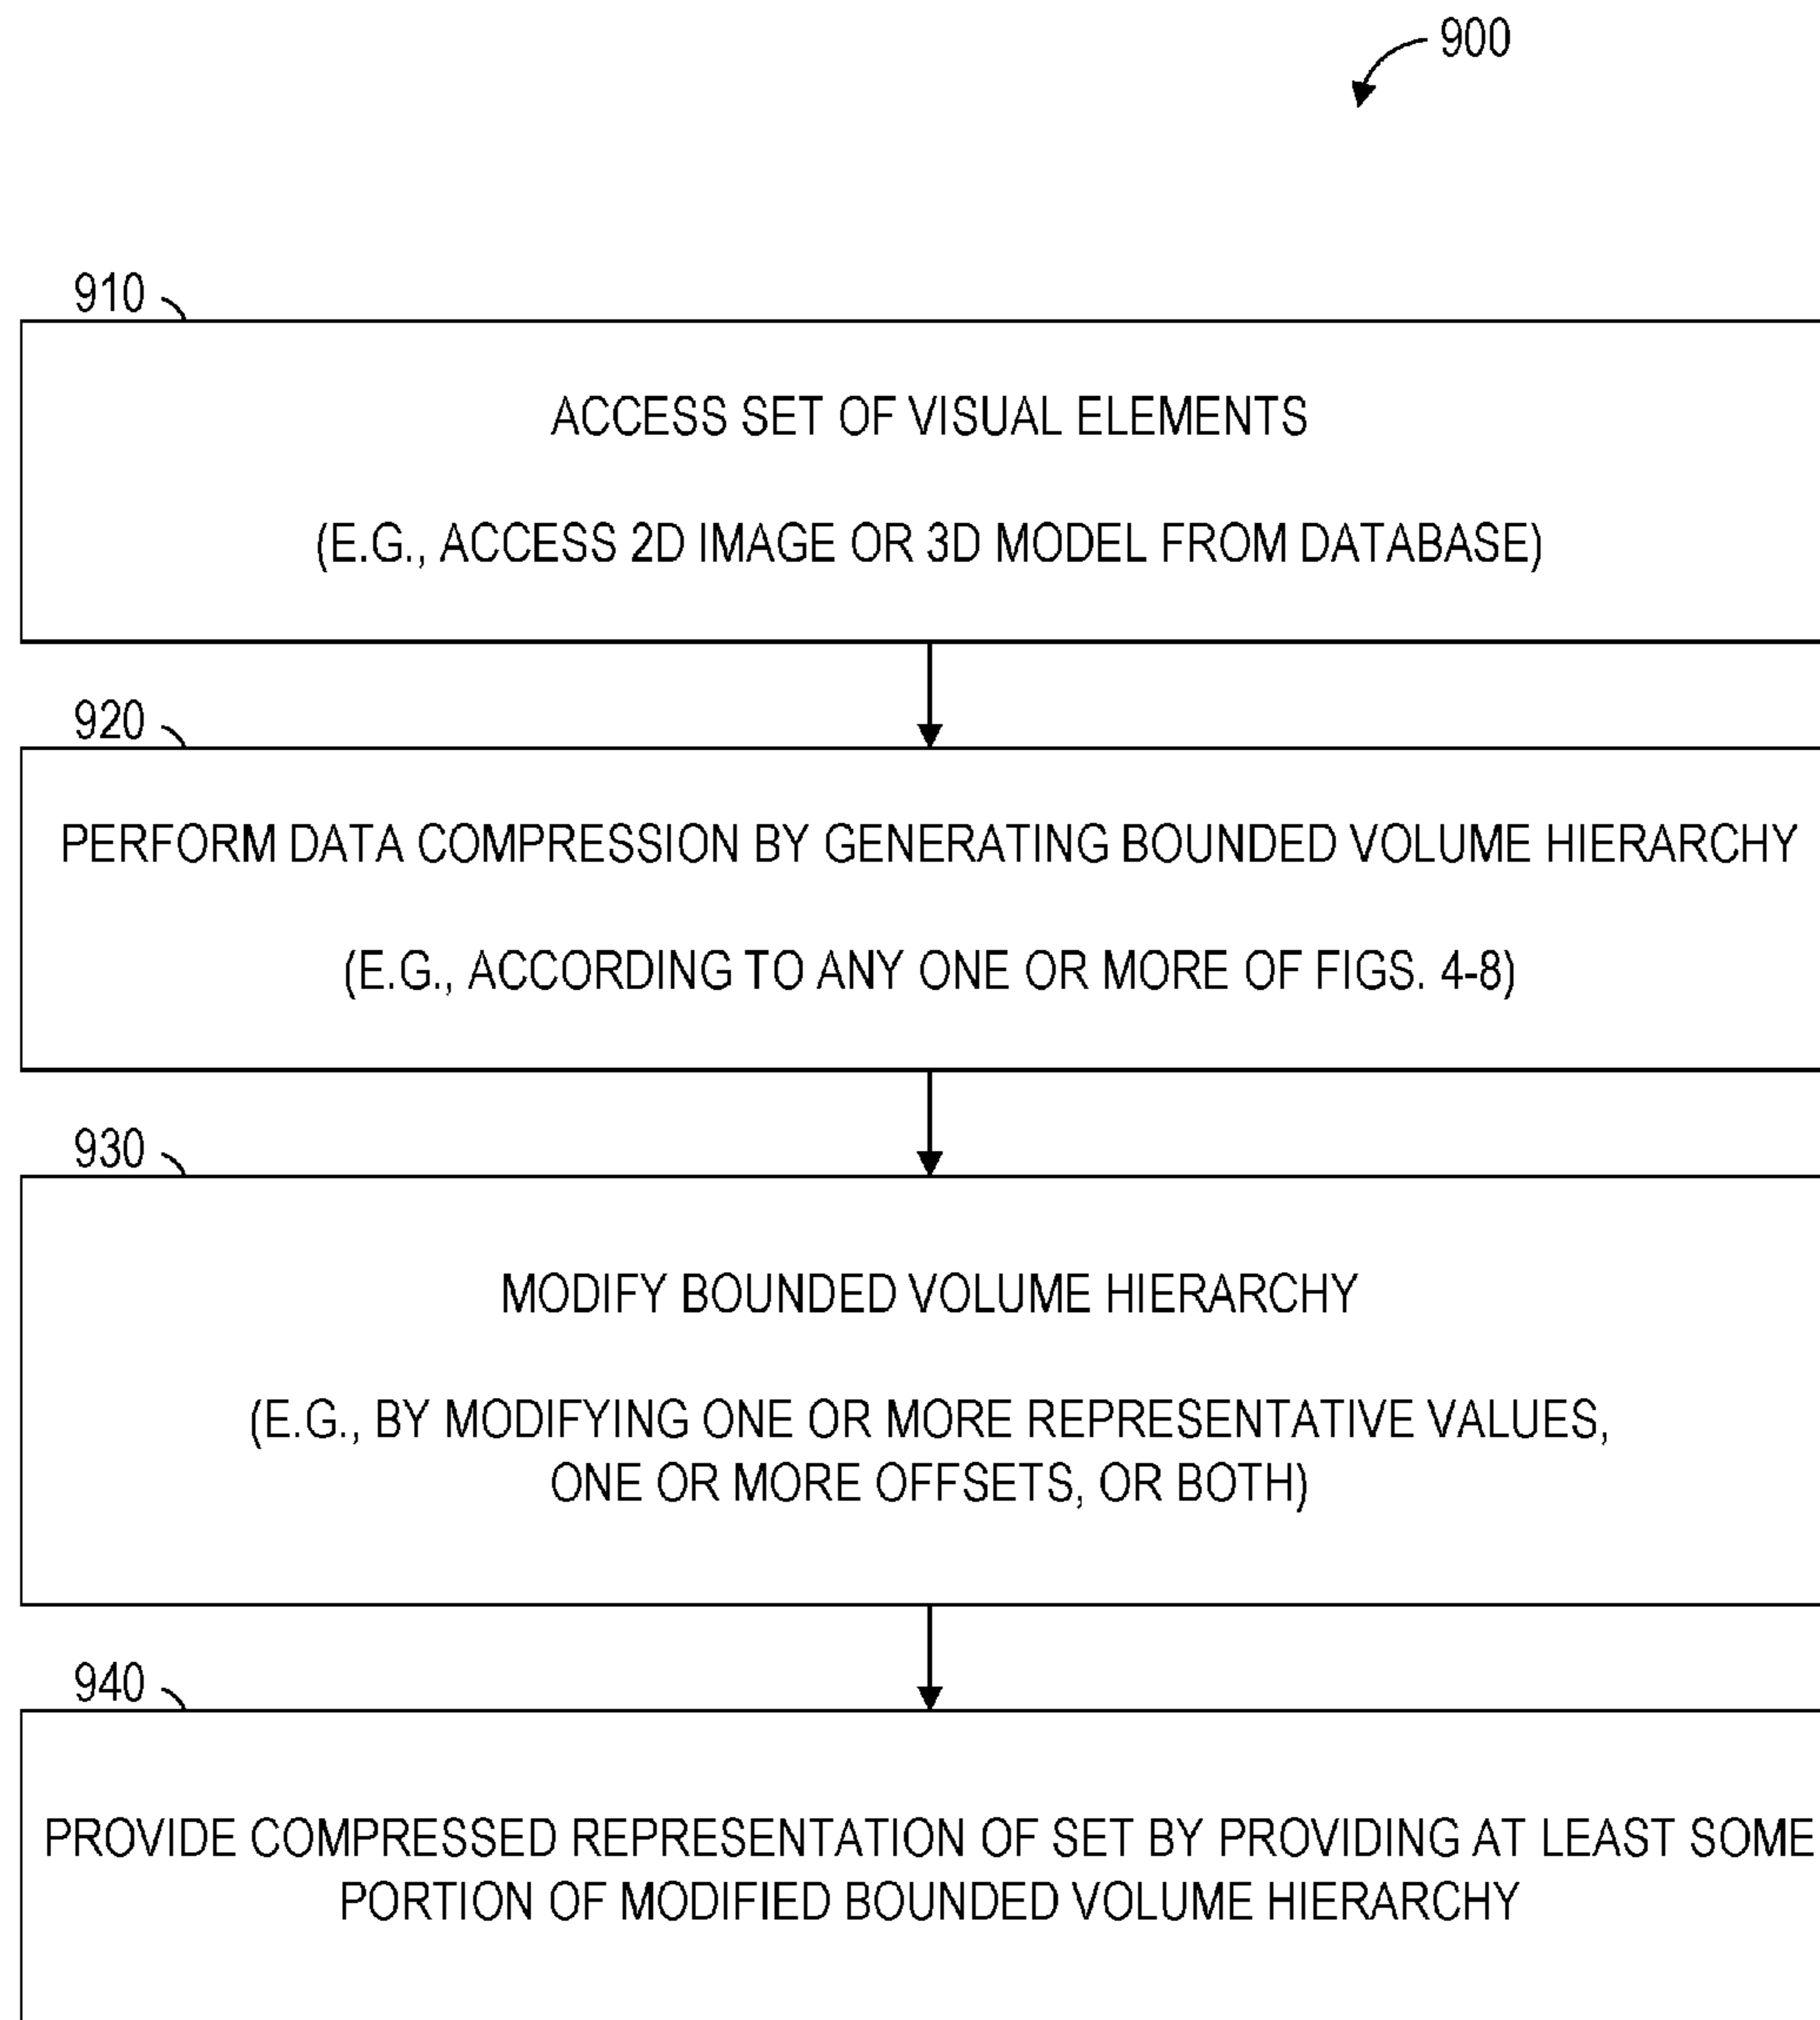 900
910
ACCESS SET OF VISUAL ELEMENTS
(E.G., ACCESS 2D IMAGE OR 3D MODEL FROM DATABASE)
920
PERFORM DATA COMPRESSION BY GENERATING BOUNDED VOLUME HIERARCHY
(E.G., ACCORDING TO ANY ONE OR MORE OF FIGS. 4-8)
930
MODIFY BOUNDED VOLUME HIERARCHY
(E.G., BY MODIFYING ONE OR MORE REPRESENTATIVE VALUES,
ONE OR MORE OFFSETS, OR BOTH)
940
PROVIDE COMPRESSED REPRESENTATION OF SET BY PROVIDING AT LEAST SOME
PORTION OF MODIFIED BOUNDED VOLUME HIERARCHY